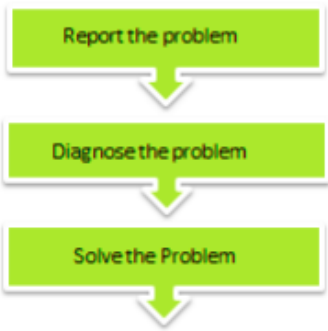 Report the problem
Diagnose the problem
Solve the Problem